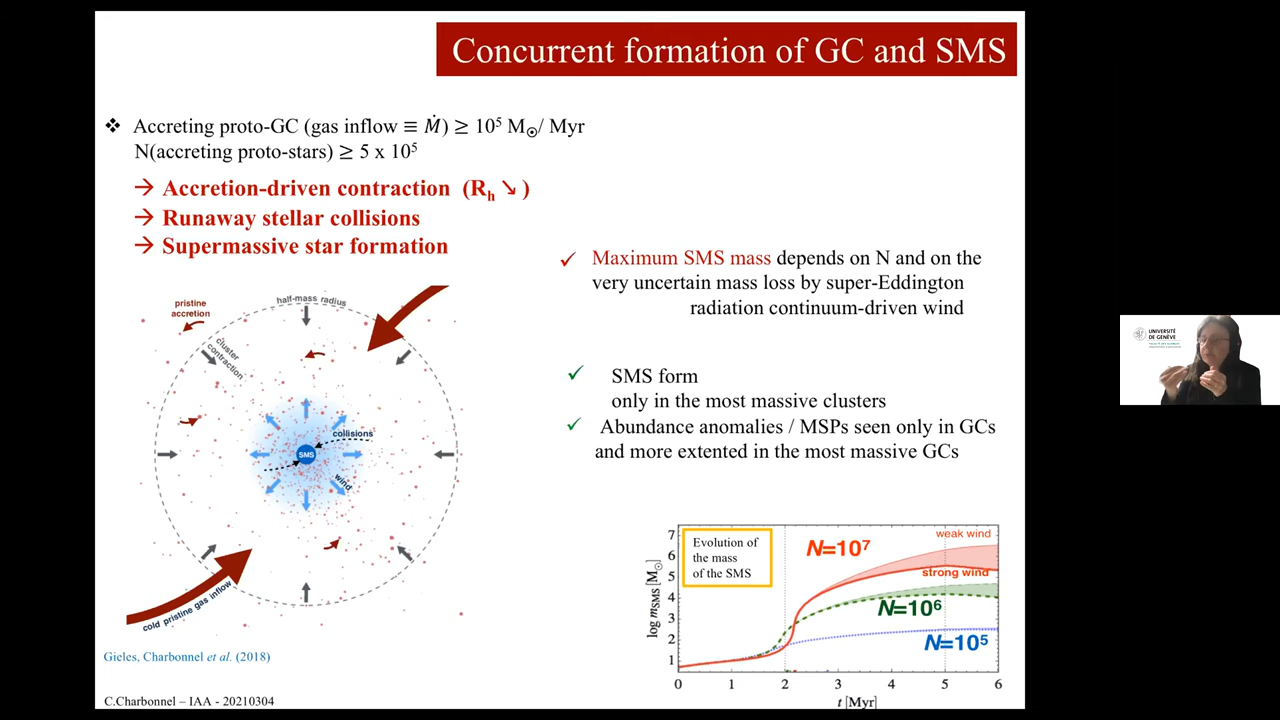 Concurrent formation of GC and SMS
❖ Accreting proto-GC (gas inflow ≡ Ṁ) ≥ 10⁵ M☉/ Myr
N(accreting proto-stars) ≥ 5 x 10⁵
→ Accretion-driven contraction (Rₕ ↘ )
→ Runaway stellar collisions
→ Supermassive star formation
✓ Maximum SMS mass depends on N and on the
very uncertain mass loss by super-Eddington
radiation continuum-driven wind
✓ SMS form
only in the most massive clusters
✓ Abundance anomalies / MSPs seen only in GCs
and more extented in the most massive GCs
pristine
accretion
half-mass radius
cluster
contraction
collisions
SMS
wind
cold pristine gas inflow
Gieles, Charbonnel et al. (2018)
C.Charbonnel – IAA - 20210304
Evolution of
the mass
of the SMS
N=10⁷
weak wind
strong wind
N=10⁶
N=10⁵
log mSMS [M☉]
7
6
5
4
3
2
1
0 1 2 3 4 5 6
t [Myr]
UNIVERSITÉ
DE GENÈVE